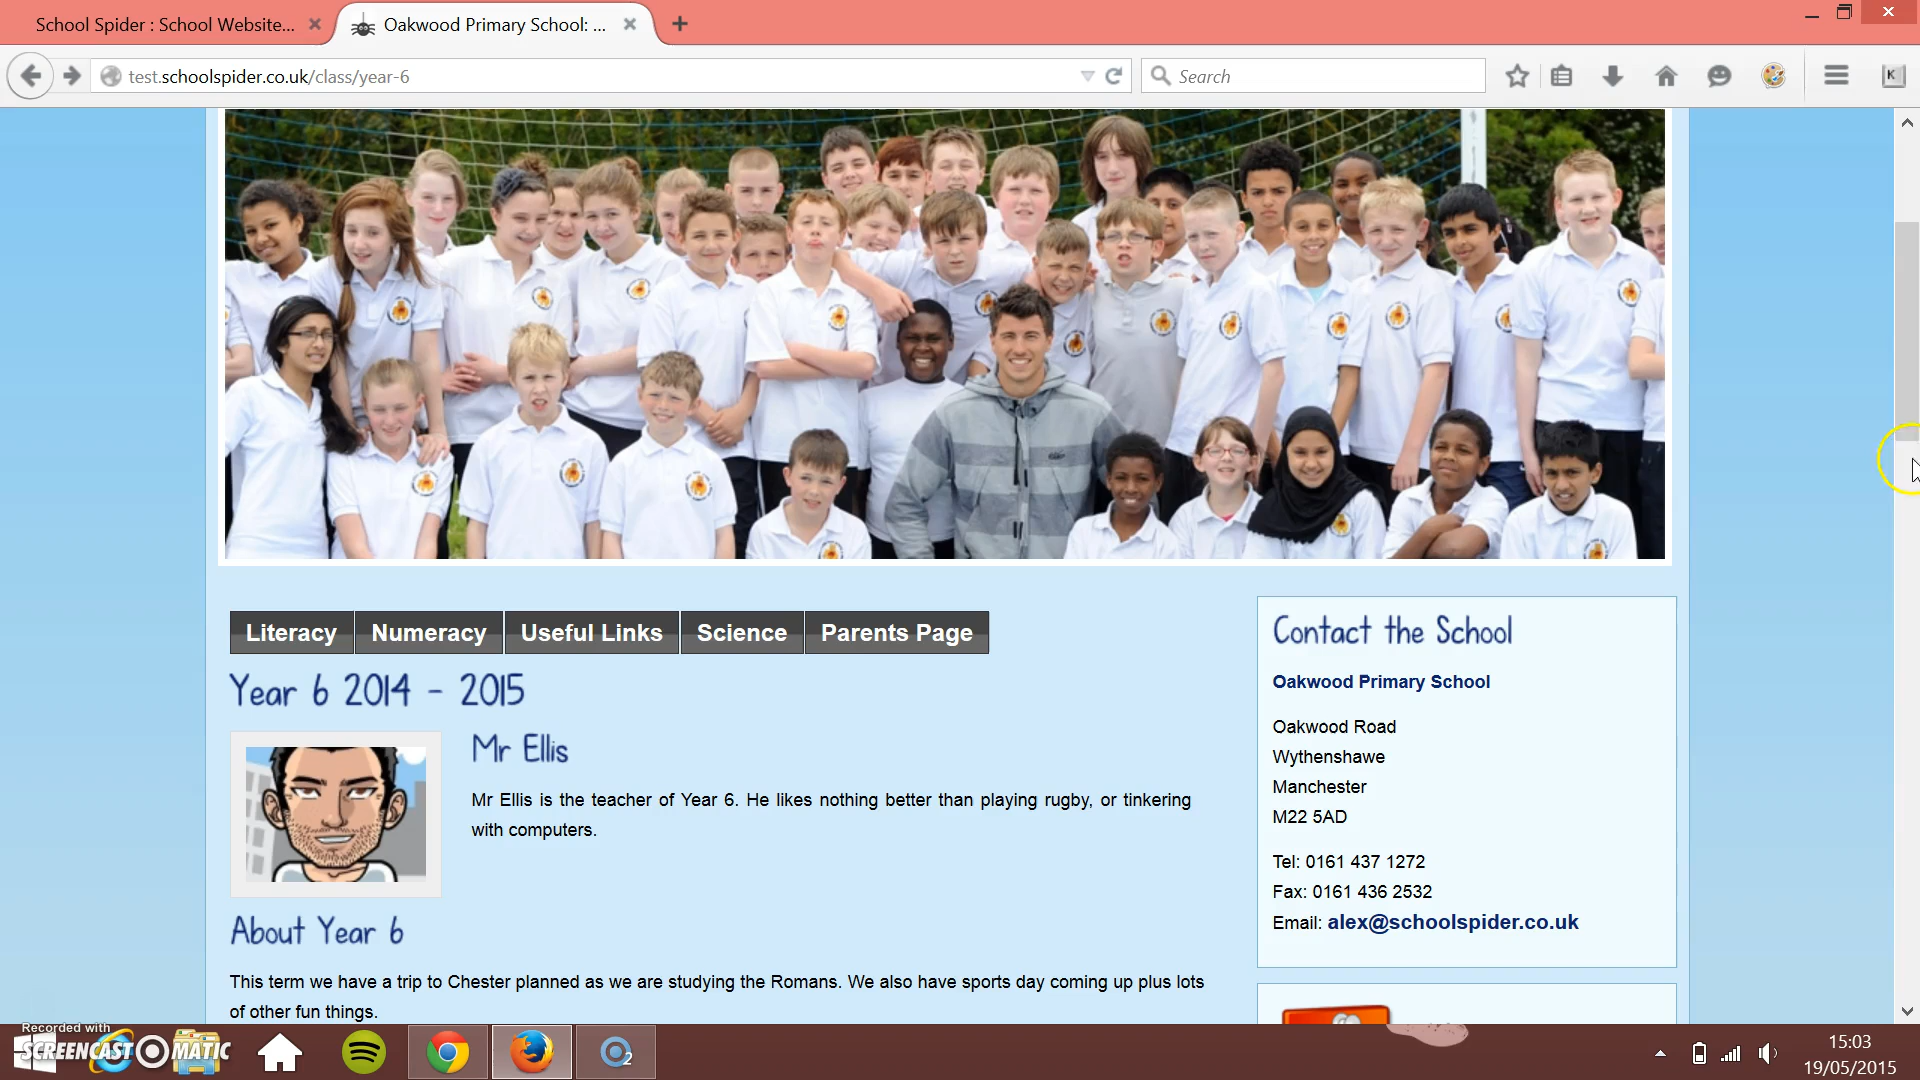 School Spider : School Website...
Oakwood Primary School: ...
test.schoolspider.co.uk/class/year-6
Search
K
Literacy
Numeracy
Useful Links
Science
Parents Page
Year 6 2014 - 2015
Mr Ellis
Mr Ellis is the teacher of Year 6. He likes nothing better than playing rugby, or tinkering
with computers.
About Year 6
This term we have a trip to Chester planned as we are studying the Romans. We also have sports day coming up plus lots
of other fun things.
Contact the School
Oakwood Primary School
Oakwood Road
Wythenshawe
Manchester
M22 5AD
Tel: 0161 437 1272
Fax: 0161 436 2532
Email: alex@schoolspider.co.uk
Recorded with
SCREENCAST MATIC
2
15:03
19/05/2015